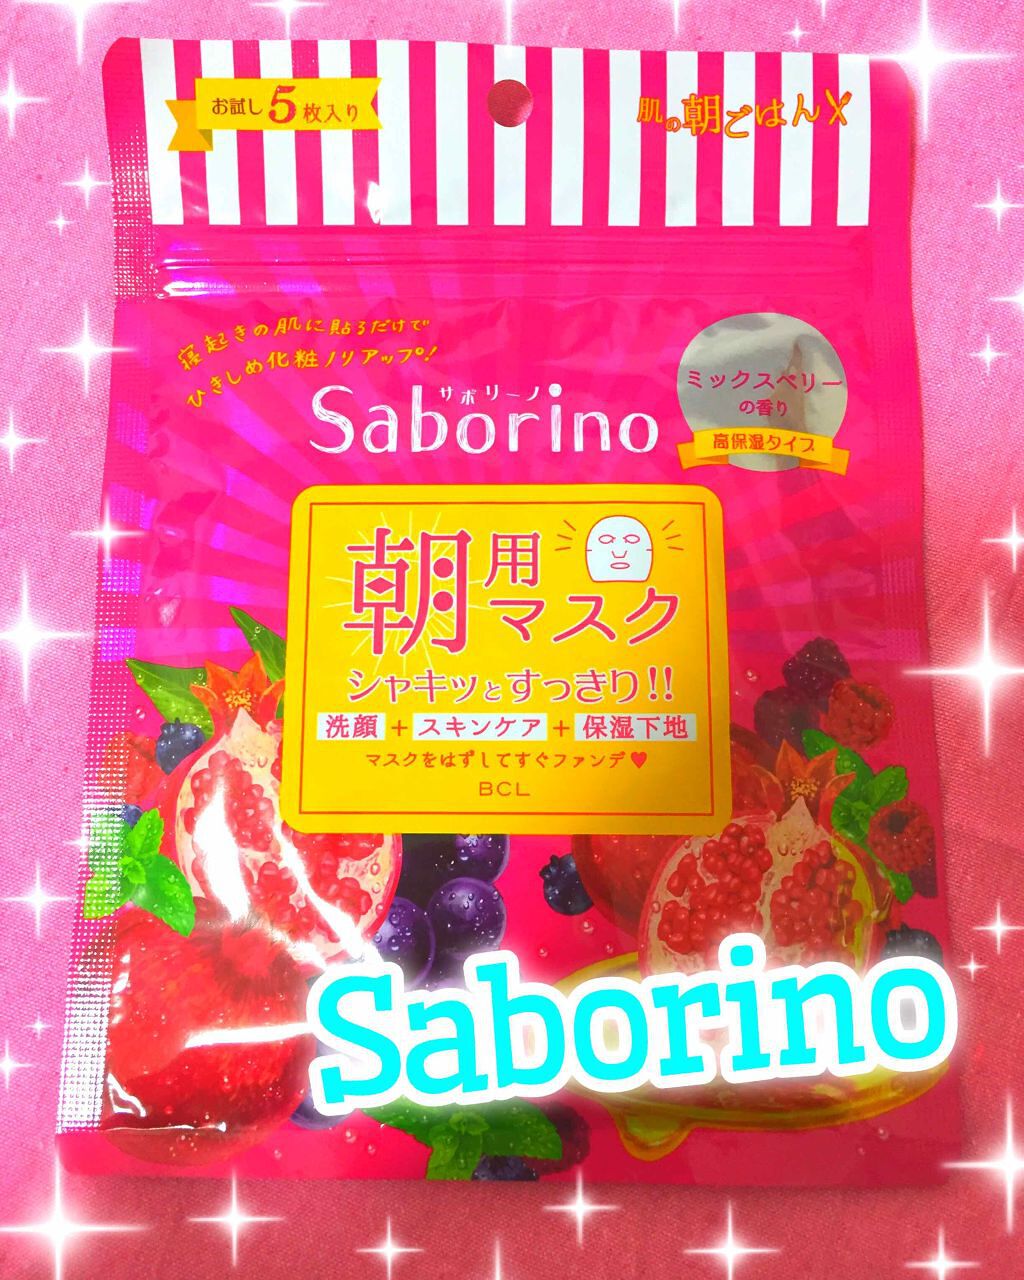 お試し5枚入り
肌の朝ごはん
寝起きの肌に貼るだけで
ひきしめ化粧ノリアップ!
サボリーノ
Saborino
ミックスベリー
の香り
高保湿タイプ
朝用マスク
シャキッとすっきり!!
洗顔+スキンケア+保湿下地
マスクをはずしてすぐファンデ♥
BCL
Saborino